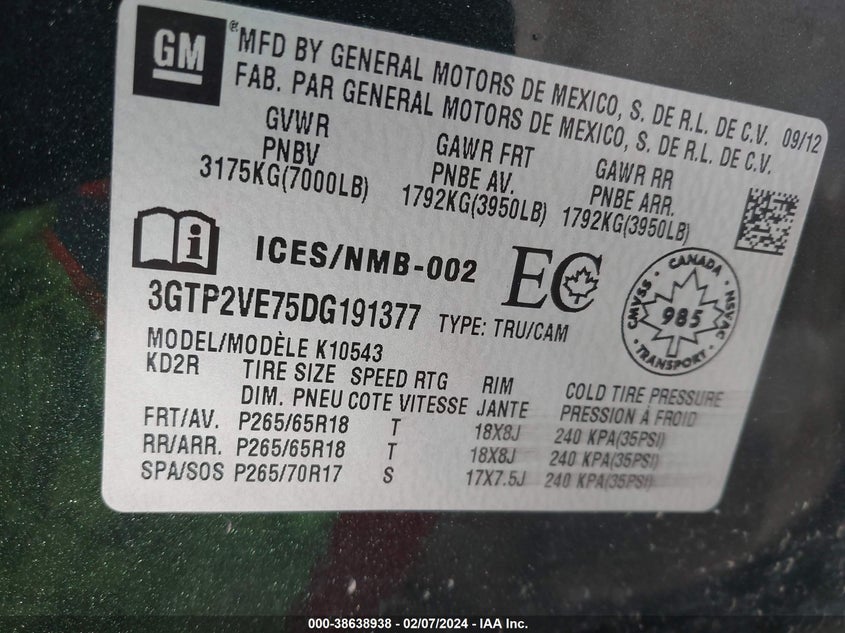 GM
® MFD BY GENERAL MOTORS DE MEXICO, S. DE R.L. DE C.V. 09/12
FAB. PAR GENERAL MOTORS DE MEXICO, S. DE R.L. DE C.V.
GVWR GAWR FRT GAWR RR
PNBV PNBE AV. PNBE ARR.
3175KG(7000LB) 1792KG(3950LB) 1792KG(3950LB)
i ICES/NMB-002 EC
CANADA
CMVSS 985 NSVAC
TRANSPORT
3GTP2VE75DG191377 TYPE: TRU/CAM
MODEL/MODÈLE K10543
KD2R TIRE SIZE SPEED RTG RIM COLD TIRE PRESSURE
DIM. PNEU COTE VITESSE JANTE PRESSION À FROID
FRT/AV. P265/65R18 T 18X8J 240 KPA(35PSI)
RR/ARR. P265/65R18 T 18X8J 240 KPA(35PSI)
SPA/SOS P265/70R17 S 17X7.5J 240 KPA(35PSI)
000-38638938 - 02/07/2024 - IAA Inc.